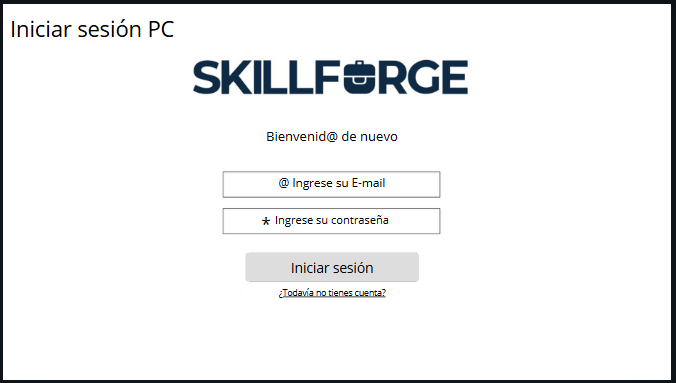 Iniciar sesión PC
SKILLFORGE
Bienvenid@ de nuevo
@ Ingrese su E-mail
* Ingrese su contraseña
Iniciar sesión
¿Todavía no tienes cuenta?